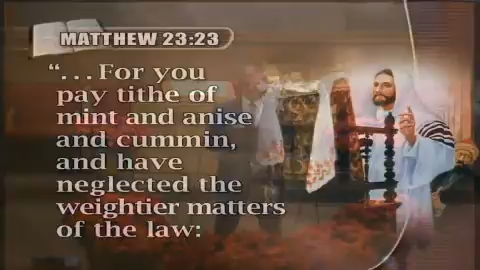 MATTHEW 23:23
“...For you
pay tithe of
mint and anise
and cummin,
and have
neglected the
weightier matters
of the law: